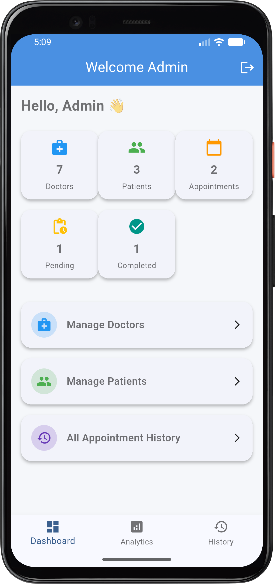 5:09
Welcome Admin
Hello, Admin 👋
7
Doctors
3
Patients
2
Appointments
1
Pending
1
Completed
Manage Doctors
Manage Patients
All Appointment History
Dashboard
Analytics
History